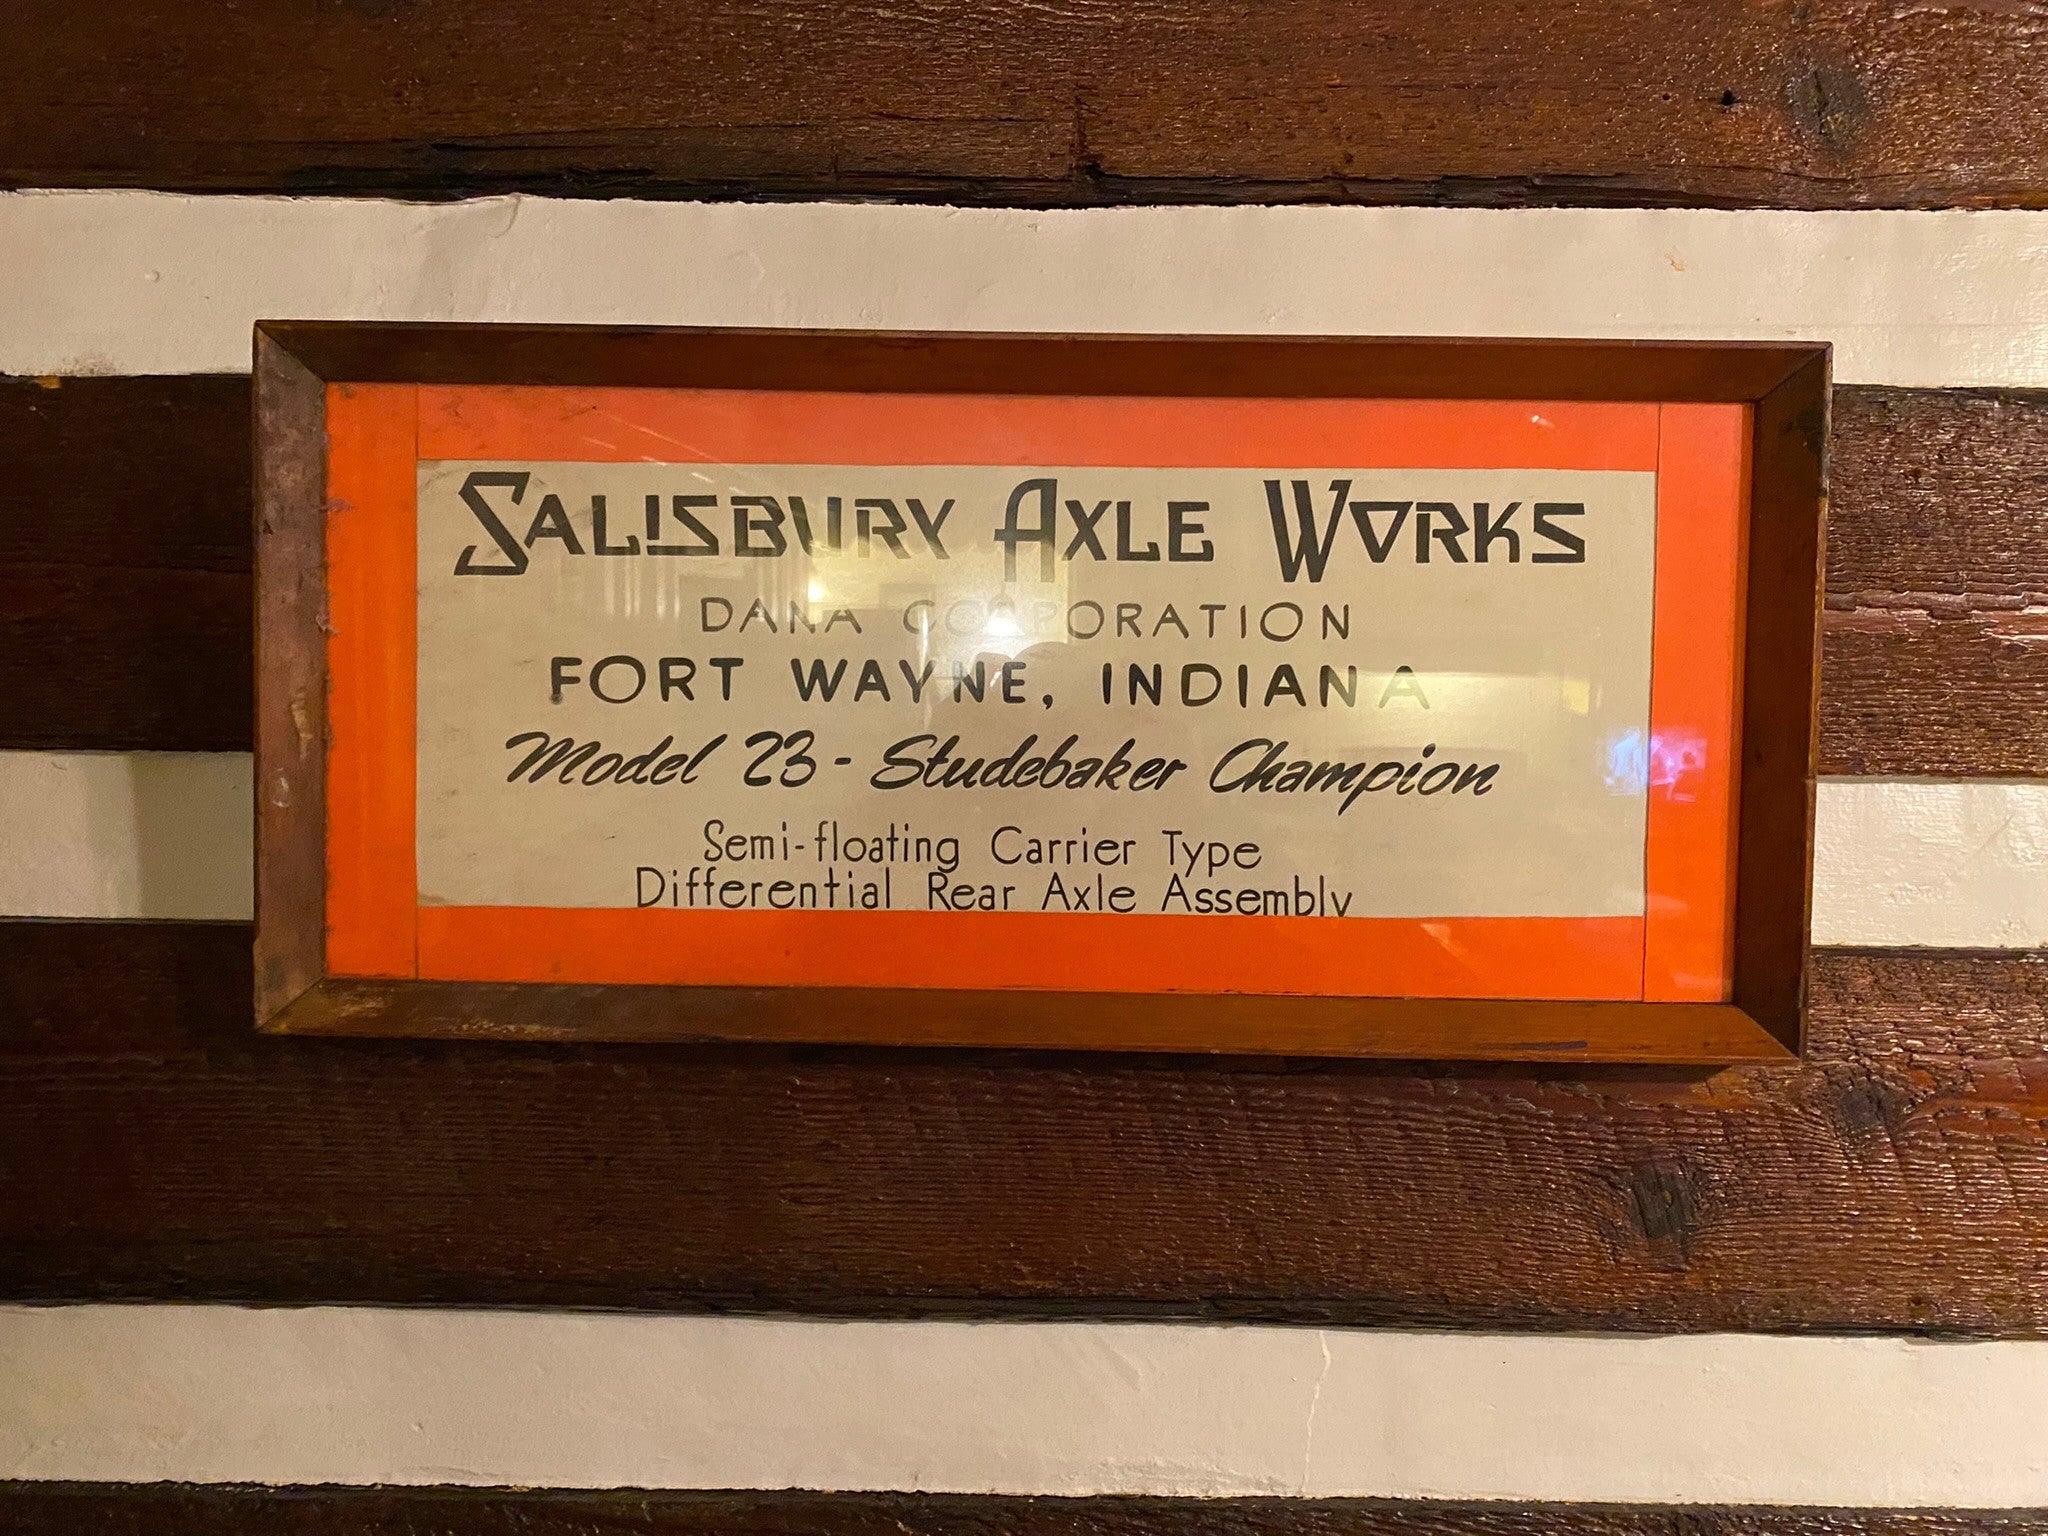 SALISBURY AXLE WORKS
DANA CORPORATION
FORT WAYNE, INDIANA
Model 23 - Studebaker Champion
Semi-floating Carrier Type
Differential Rear Axle Assembly